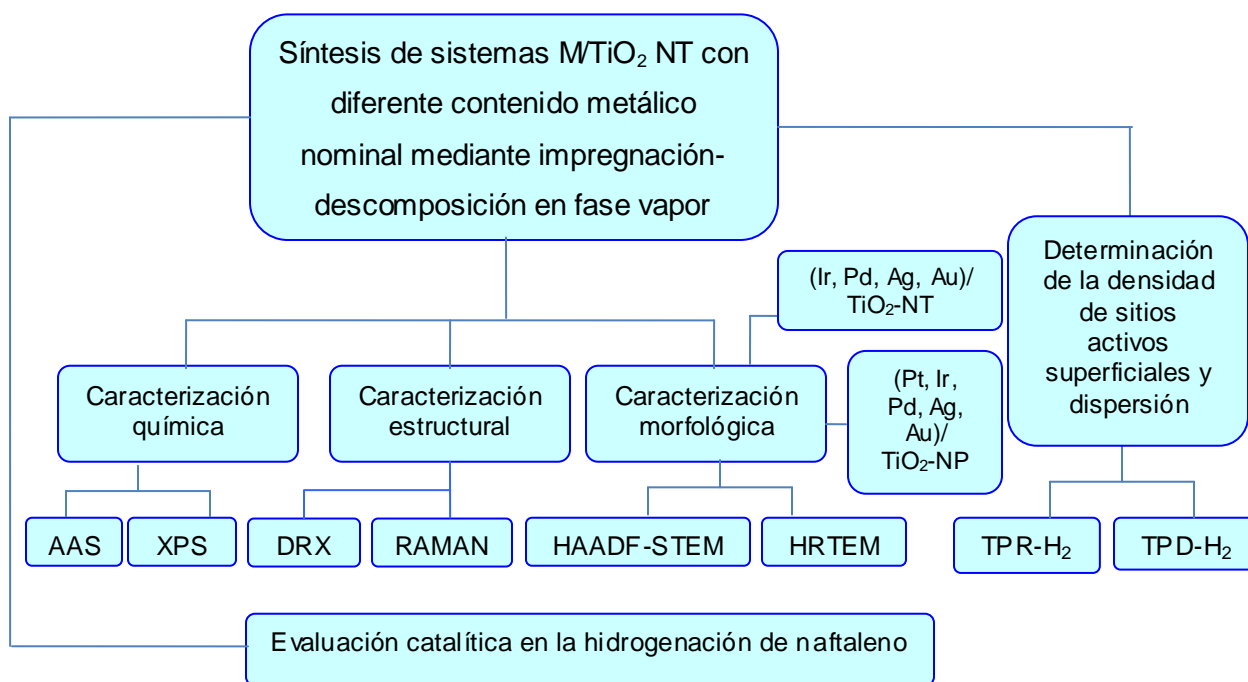 Síntesis de sistemas M/TiO₂ NT con
diferente contenido metálico
nominal mediante impregnación-
descomposición en fase vapor
(Ir, Pd, Ag, Au)/
TiO₂-NT
Determinación
de la densidad
de sitios
activos
superficiales y
dispersión
Caracterización
química
Caracterización
estructural
Caracterización
morfológica
(Pt, Ir,
Pd, Ag,
Au)/
TiO₂-NP
AAS
XPS
DRX
RAMAN
HAADF-STEM
HRTEM
TPR-H₂
TPD-H₂
Evaluación catalítica en la hidrogenación de naftaleno